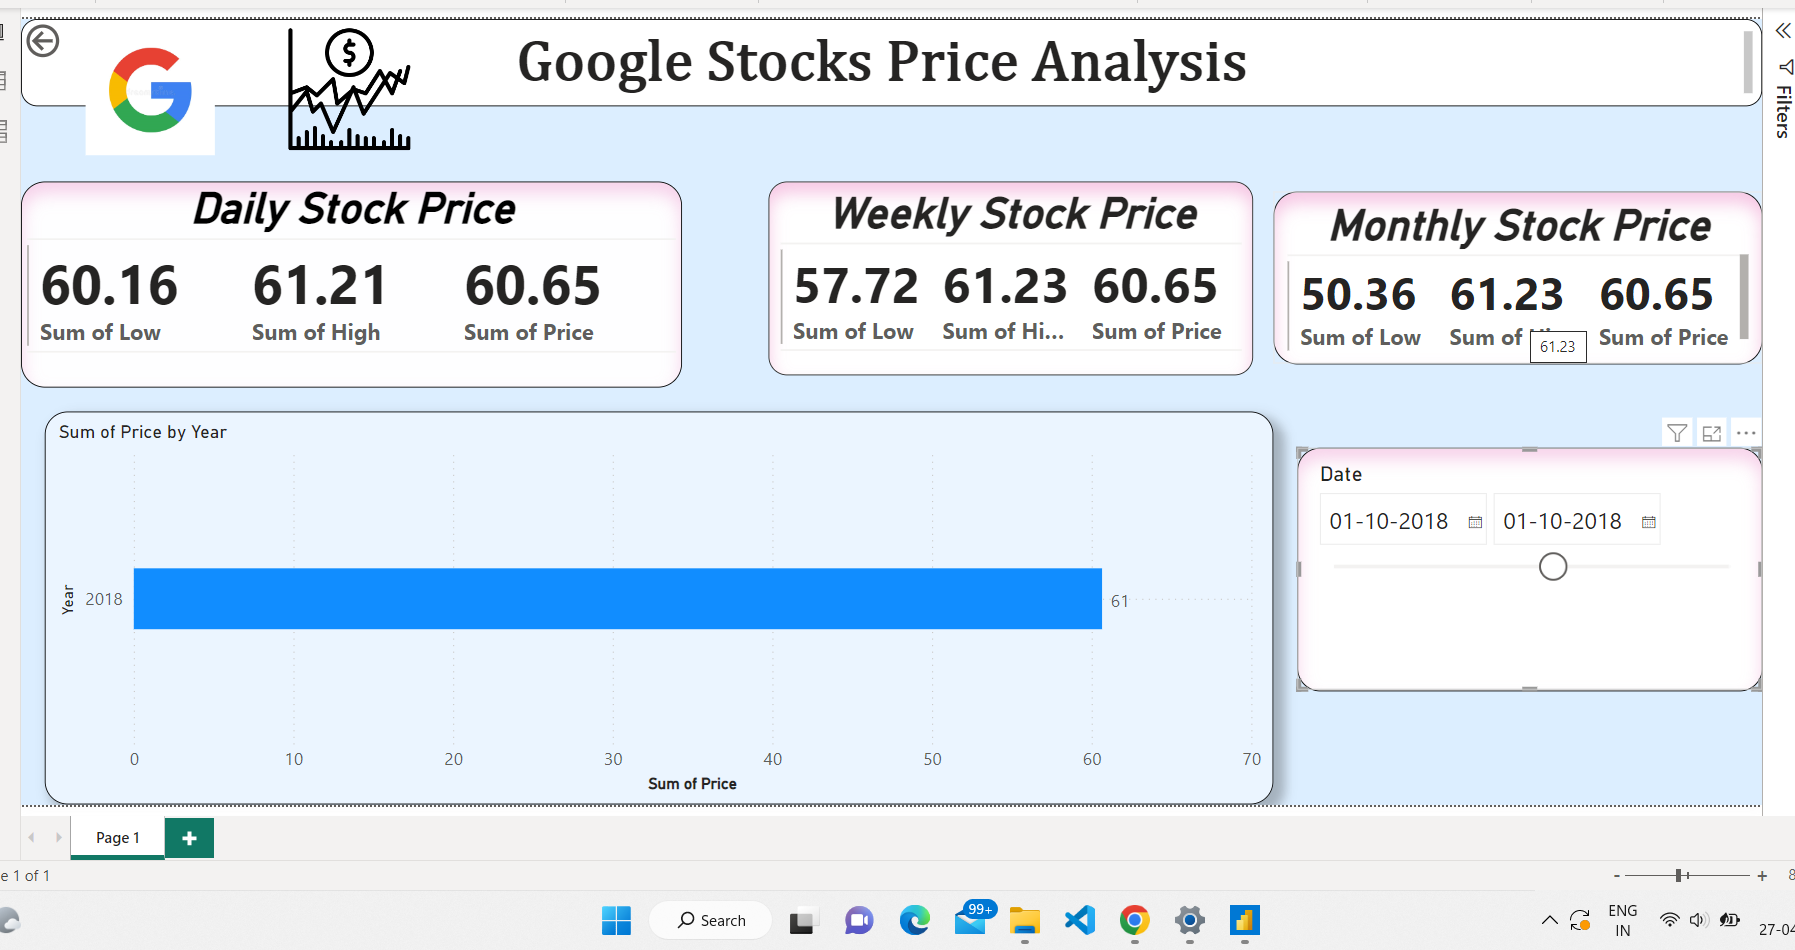 Google Stocks Price Analysis
$
Filters
Daily Stock Price
60.16 61.21 60.65
Sum of Low Sum of High Sum of Price
Weekly Stock Price
57.72 61.23 60.65
Sum of Low Sum of Hi... Sum of Price
Monthly Stock Price
50.36 61.23 60.65
Sum of Low Sum of Sum of Price
61.23
Sum of Price by Year
Year
2018
61
0 10 20 30 40 50 60 70
Sum of Price
Date
01-10-2018 01-10-2018
Page 1
e 1 of 1
- + 8
Search
99+
ENG
IN
27-04